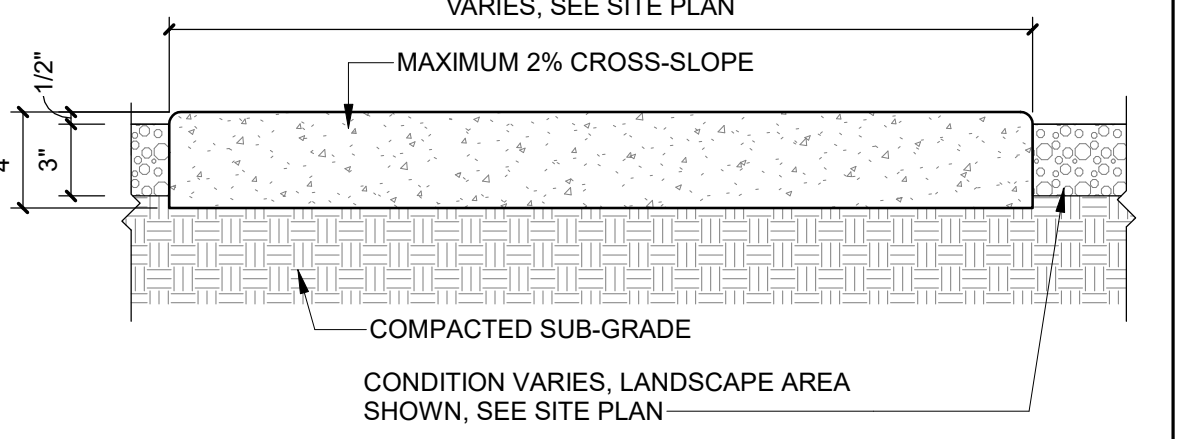 VARIES, SEE SITE PLAN
MAXIMUM 2% CROSS-SLOPE
1/2"
3"
COMPACTED SUB-GRADE
CONDITION VARIES, LANDSCAPE AREA
SHOWN, SEE SITE PLAN